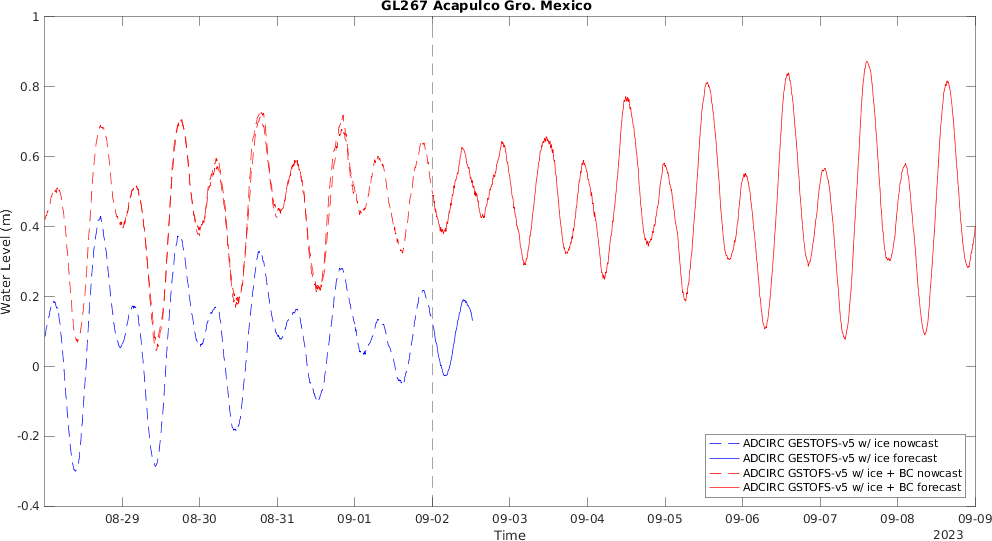 GL267 Acapulco Gro. Mexico
1
0.8
0.6
0.4
0.2
0
-0.2
-0.4
Water Level (m)
ADCIRC GESTOFS-v5 w/ ice nowcast
ADCIRC GESTOFS-v5 w/ ice forecast
ADCIRC GSTOFS-v5 w/ ice + BC nowcast
ADCIRC GSTOFS-v5 w/ ice + BC forecast
08-29 08-30 08-31 09-01 09-02 09-03 09-04 09-05 09-06 09-07 09-08 09-09
Time
2023